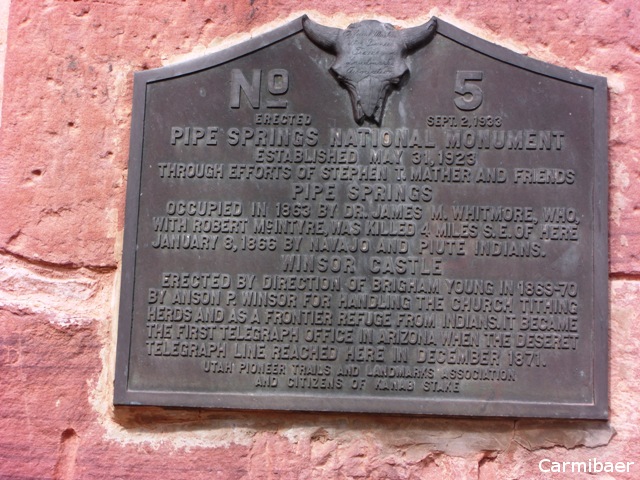 No 5
ERECTED SEPT. 2, 1933
PIPE SPRINGS NATIONAL MONUMENT
ESTABLISHED MAY 31, 1923
THROUGH EFFORTS OF STEPHEN T. MATHER AND FRIENDS
PIPE SPRINGS
OCCUPIED IN 1863 BY DR. JAMES M. WHITMORE, WHO,
WITH ROBERT McINTYRE, WAS KILLED 4 MILES S.E. OF HERE
JANUARY 8, 1866 BY NAVAJO AND PIUTE INDIANS.
WINSOR CASTLE
ERECTED BY DIRECTION OF BRIGHAM YOUNG IN 1869-70
BY ANSON P. WINSOR FOR HANDLING THE CHURCH TITHING
HERDS AND AS A FRONTIER REFUGE FROM INDIANS. IT BECAME
THE FIRST TELEGRAPH OFFICE IN ARIZONA WHEN THE DESERET
TELEGRAPH LINE REACHED HERE IN DECEMBER 1871.
UTAH PIONEER TRAILS AND LANDMARKS ASSOCIATION
AND CITIZENS OF KANAB STAKE
Carmibaer